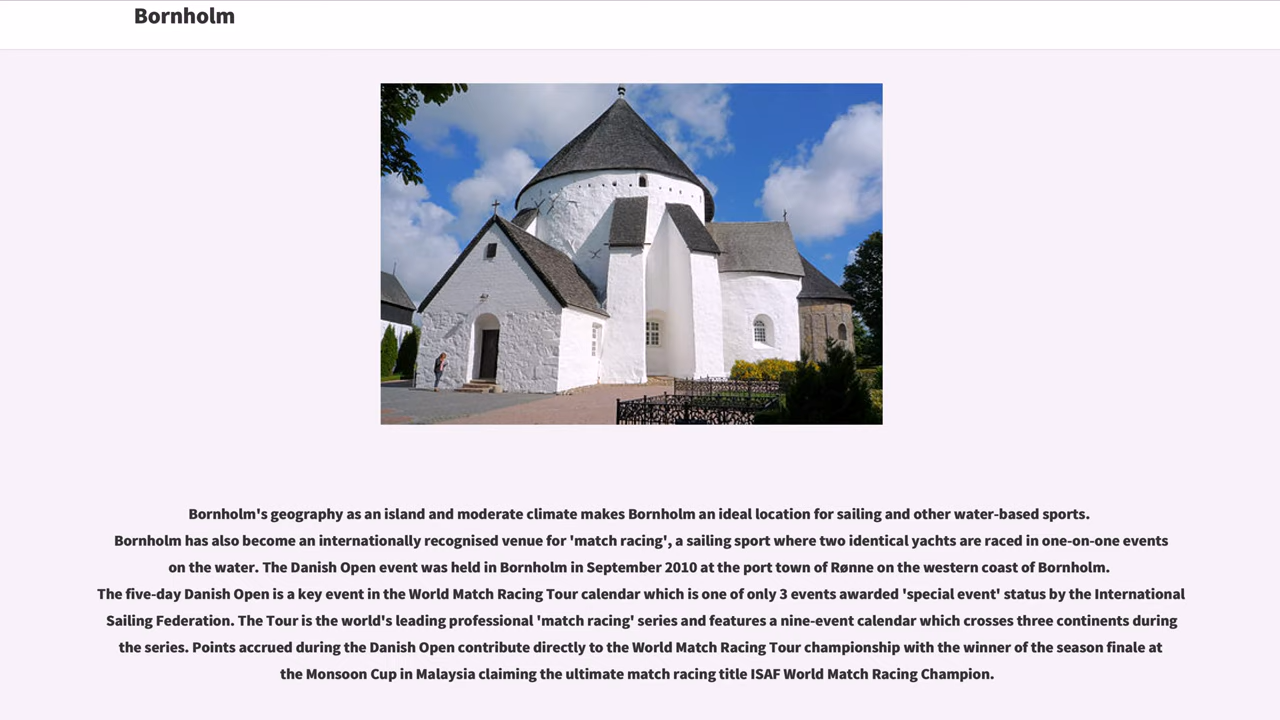 Bornholm
Bornholm's geography as an island and moderate climate makes Bornholm an ideal location for sailing and other water-based sports.
Bornholm has also become an internationally recognised venue for 'match racing', a sailing sport where two identical yachts are raced in one-on-one events
on the water. The Danish Open event was held in Bornholm in September 2010 at the port town of Rønne on the western coast of Bornholm.
The five-day Danish Open is a key event in the World Match Racing Tour calendar which is one of only 3 events awarded 'special event' status by the International
Sailing Federation. The Tour is the world's leading professional 'match racing' series and features a nine-event calendar which crosses three continents during
the series. Points accrued during the Danish Open contribute directly to the World Match Racing Tour championship with the winner of the season finale at
the Monsoon Cup in Malaysia claiming the ultimate match racing title ISAF World Match Racing Champion.